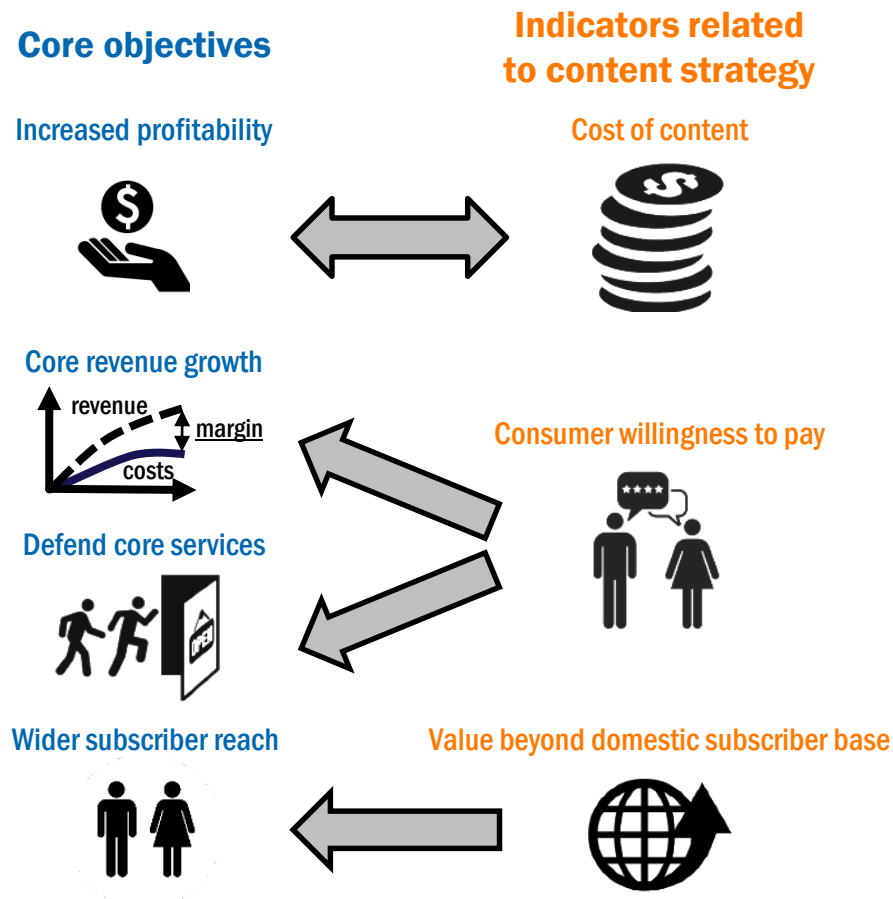 Core objectives
Indicators related
to content strategy
Increased profitability
Cost of content
$
$
Core revenue growth
revenue
margin
costs
Consumer willingness to pay
Defend core services
OPEN
Wider subscriber reach
Value beyond domestic subscriber base